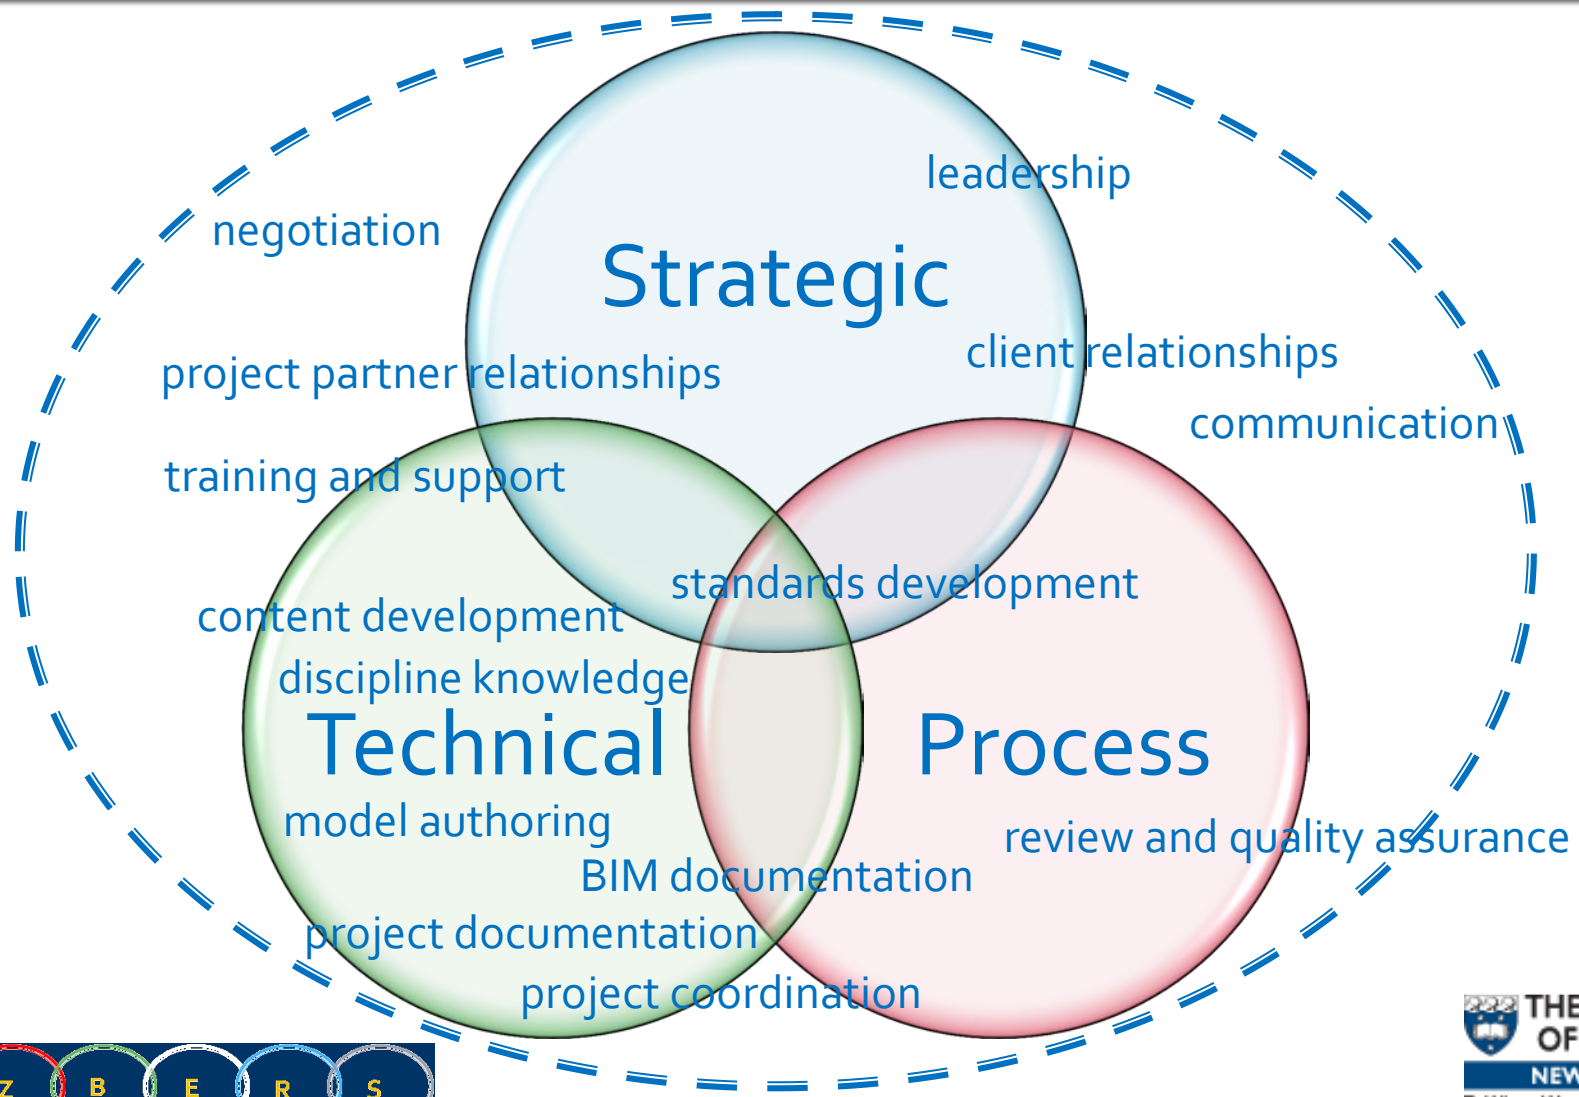 leadership
negotiation
Strategic
client relationships
project partner relationships
communication
training and support
standards development
content development
discipline knowledge
Technical
Process
model authoring
review and quality assurance
BIM documentation
project documentation
project coordination
THE
OF
NEW
Z B E R S